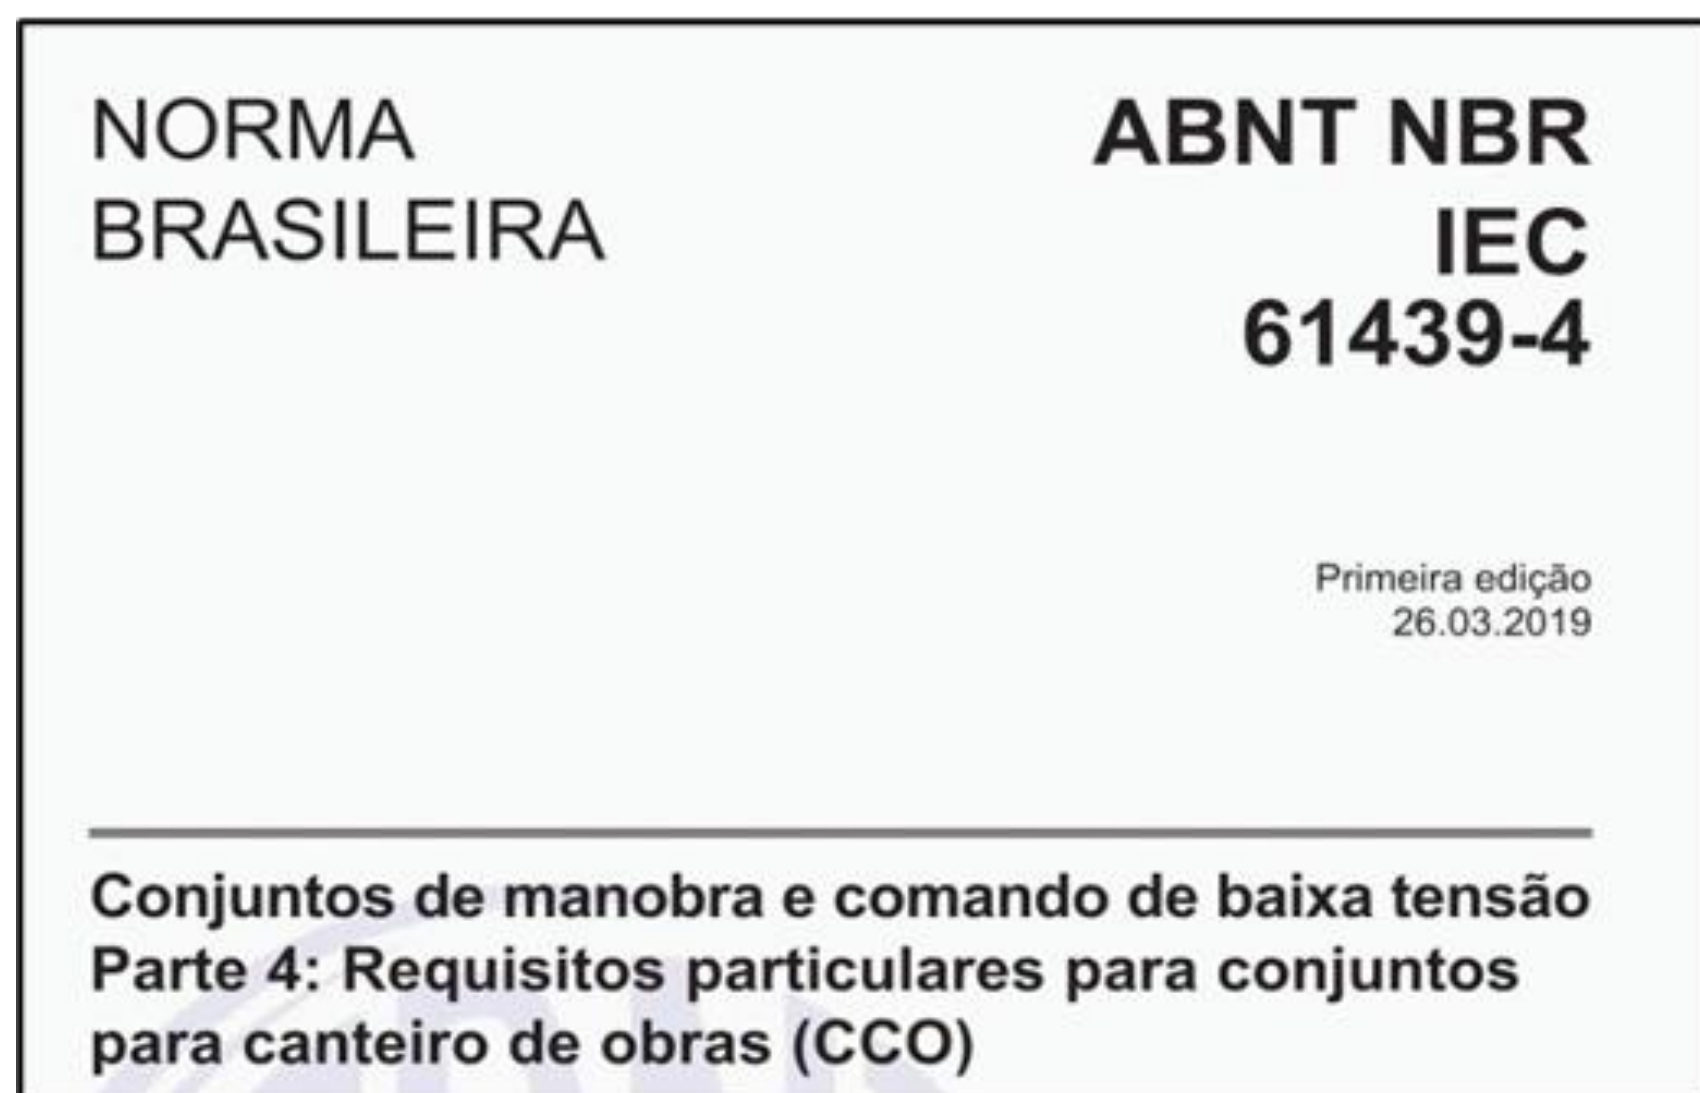 NORMA
BRASILEIRA
ABNT NBR
IEC
61439-4
Primeira edição
26.03.2019
Conjuntos de manobra e comando de baixa tensão
Parte 4: Requisitos particulares para conjuntos
para canteiro de obras (CCO)